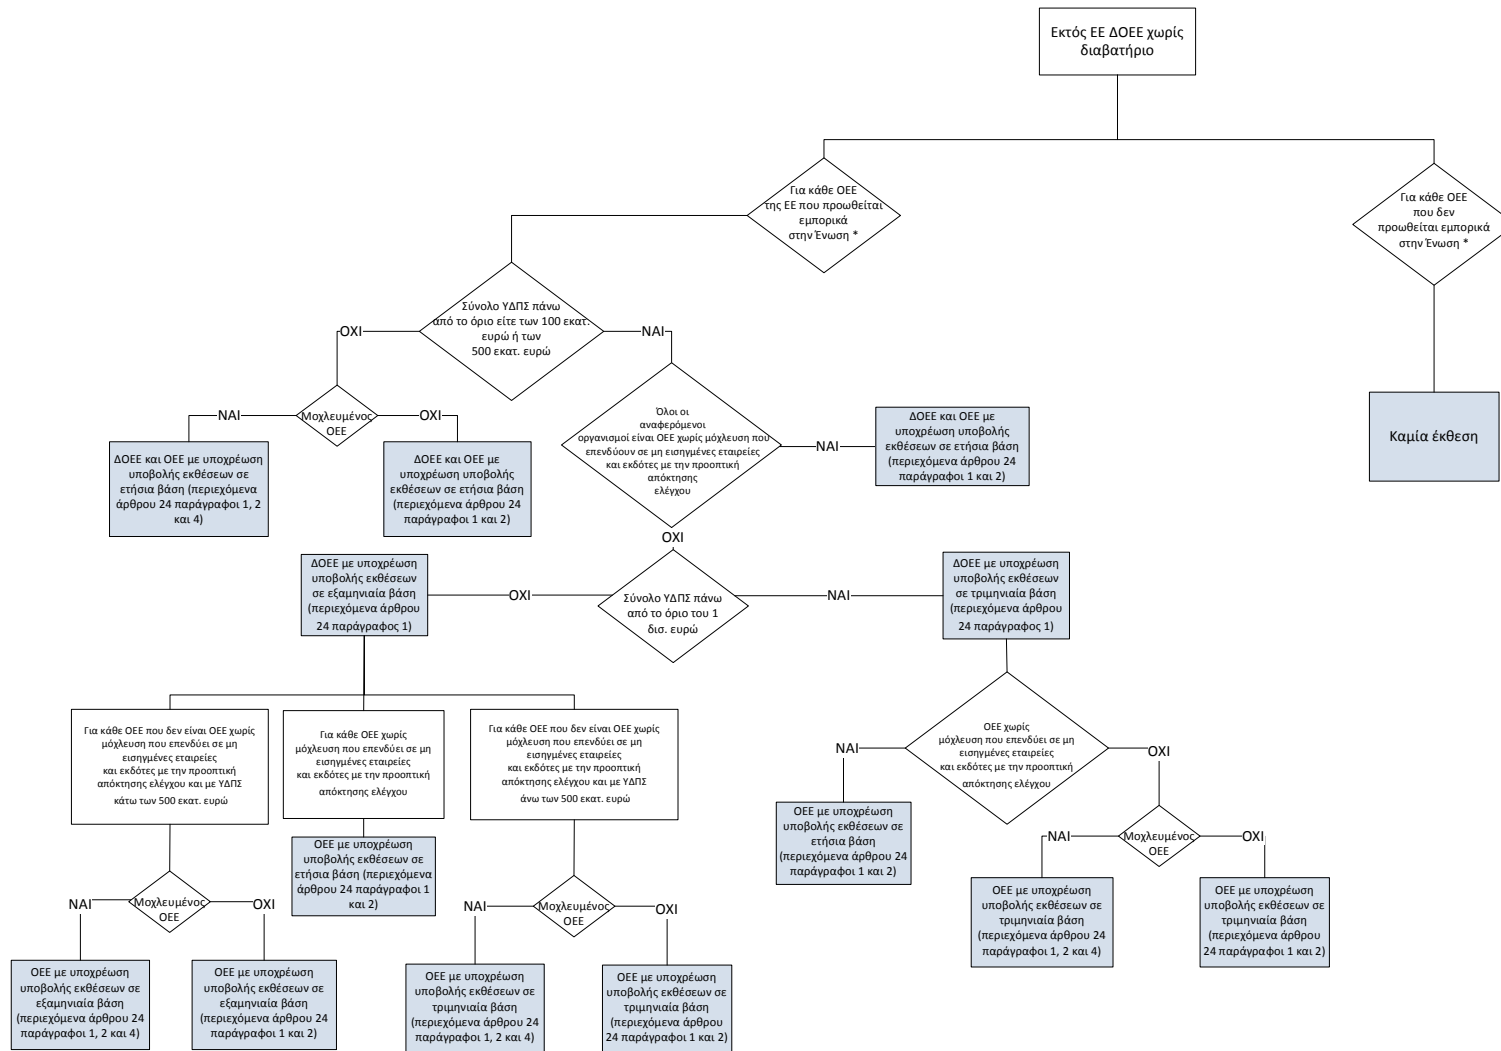 Εκτός ΕΕ ΔΟΕΕ χωρίς
διαβατήριο
Για κάθε ΟΕΕ
της ΕΕ που προωθείται
εμπορικά
στην Ένωση *
Για κάθε ΟΕΕ
που δεν
προωθείται εμπορικά
στην Ένωση *
Σύνολο ΥΔΠΣ πάνω
από το όριο είτε των 100 εκατ.
ευρώ ή των
500 εκατ. ευρώ
ΟΧΙ
ΝΑΙ
Μοχλευμένος
ΟΕΕ
ΝΑΙ
ΟΧΙ
Όλοι οι
αναφερόμενοι
οργανισμοί είναι ΟΕΕ χωρίς μόχλευση που
επενδύουν σε μη εισηγμένες εταιρείες
και εκδότες με την προοπτική
απόκτησης
ελέγχου
ΝΑΙ
ΔΟΕΕ και ΟΕΕ με
υποχρέωση υποβολής
εκθέσεων σε ετήσια βάση
(περιεχόμενα άρθρου 24
παράγραφοι 1 και 2)
Καμία έκθεση
ΔΟΕΕ και ΟΕΕ με υποχρέωση
υποβολής εκθέσεων σε
ετήσια βάση (περιεχόμενα
άρθρου 24 παράγραφοι 1, 2
και 4)
ΔΟΕΕ και ΟΕΕ με
υποχρέωση υποβολής
εκθέσεων σε ετήσια βάση
(περιεχόμενα άρθρου 24
παράγραφοι 1 και 2)
ΟΧΙ
ΔΟΕΕ με υποχρέωση
υποβολής εκθέσεων
σε εξαμηνιαία βάση
(περιεχόμενα άρθρου
24 παράγραφος 1)
ΟΧΙ
Σύνολο ΥΔΠΣ πάνω
από το όριο του 1
δισ. ευρώ
ΝΑΙ
ΔΟΕΕ με υποχρέωση
υποβολής εκθέσεων
σε τριμηνιαία βάση
(περιεχόμενα άρθρου
24 παράγραφος 1)
Για κάθε ΟΕΕ που δεν είναι ΟΕΕ χωρίς
μόχλευση που επενδύει σε μη
εισηγμένες εταιρείες
και εκδότες με την προοπτική
απόκτησης ελέγχου και με ΥΔΠΣ
κάτω των 500 εκατ. ευρώ
Για κάθε ΟΕΕ χωρίς
μόχλευση που επενδύει σε μη
εισηγμένες εταιρείες
και εκδότες με την προοπτική
απόκτησης ελέγχου
Για κάθε ΟΕΕ που δεν είναι ΟΕΕ χωρίς
μόχλευση που επενδύει σε μη
εισηγμένες εταιρείες
και εκδότες με την προοπτική
απόκτησης ελέγχου και με ΥΔΠΣ
άνω των 500 εκατ. ευρώ
ΟΕΕ χωρίς
μόχλευση που επενδύει σε μη
εισηγμένες εταιρείες
και εκδότες με την προοπτική
απόκτησης ελέγχου
ΝΑΙ
ΟΧΙ
ΟΕΕ με υποχρέωση
υποβολής εκθέσεων σε
ετήσια βάση
(περιεχόμενα άρθρου 24
παράγραφοι 1 και 2)
Μοχλευμένος
ΟΕΕ
ΝΑΙ
ΟΧΙ
ΟΕΕ με υποχρέωση
υποβολής εκθέσεων σε
ετήσια βάση (περιεχόμενα
άρθρου 24 παράγραφοι 1
και 2)
ΟΕΕ με υποχρέωση
υποβολής εκθέσεων σε
τριμηνιαία βάση
(περιεχόμενα άρθρου 24
παράγραφοι 1, 2 και 4)
ΟΕΕ με υποχρέωση
υποβολής εκθέσεων σε
τριμηνιαία βάση
(περιεχόμενα άρθρου
24 παράγραφοι 1 και 2)
Μοχλευμένος
ΟΕΕ
ΝΑΙ
ΟΧΙ
Μοχλευμένος
ΟΕΕ
ΝΑΙ
ΟΧΙ
ΟΕΕ με υποχρέωση
υποβολής εκθέσεων σε
εξαμηνιαία βάση
(περιεχόμενα άρθρου 24
παράγραφοι 1, 2 και 4)
ΟΕΕ με υποχρέωση
υποβολής εκθέσεων σε
εξαμηνιαία βάση
(περιεχόμενα άρθρου 24
παράγραφοι 1 και 2)
ΟΕΕ με υποχρέωση
υποβολής εκθέσεων σε
τριμηνιαία βάση
(περιεχόμενα άρθρου 24
παράγραφοι 1, 2 και 4)
ΟΕΕ με υποχρέωση
υποβολής εκθέσεων σε
τριμηνιαία βάση
(περιεχόμενα άρθρου
24 παράγραφοι 1 και 2)